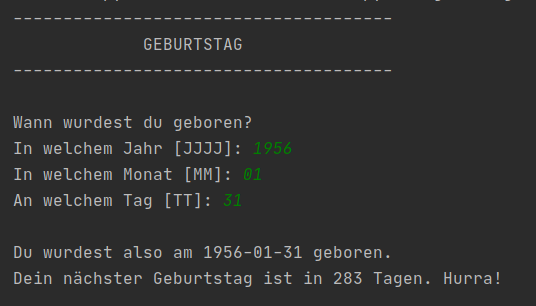 --------------------------------------
GEBURTSTAG
--------------------------------------
Wann wurdest du geboren?
In welchem Jahr [JJJJ]: 1956
In welchem Monat [MM]: 01
An welchem Tag [TT]: 31
Du wurdest also am 1956-01-31 geboren.
Dein nächster Geburtstag ist in 283 Tagen. Hurra!